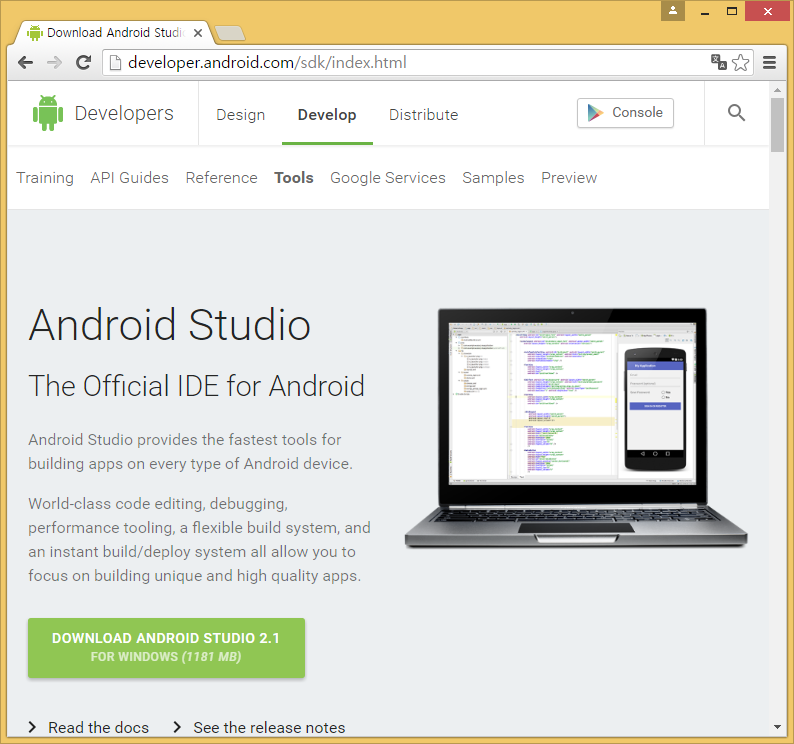 Download Android Studi
developer.android.com/sdk/index.html
Developers
Design
Develop
Distribute
Console
Training
API Guides
Reference
Tools
Google Services
Samples
Preview
Android Studio
The Official IDE for Android
Android Studio provides the fastest tools for
building apps on every type of Android device.
World-class code editing, debugging,
performance tooling, a flexible build system, and
an instant build/deploy system all allow you to
focus on building unique and high quality apps.
DOWNLOAD ANDROID STUDIO 2.1
FOR WINDOWS (1181 MB)
Read the docs
See the release notes